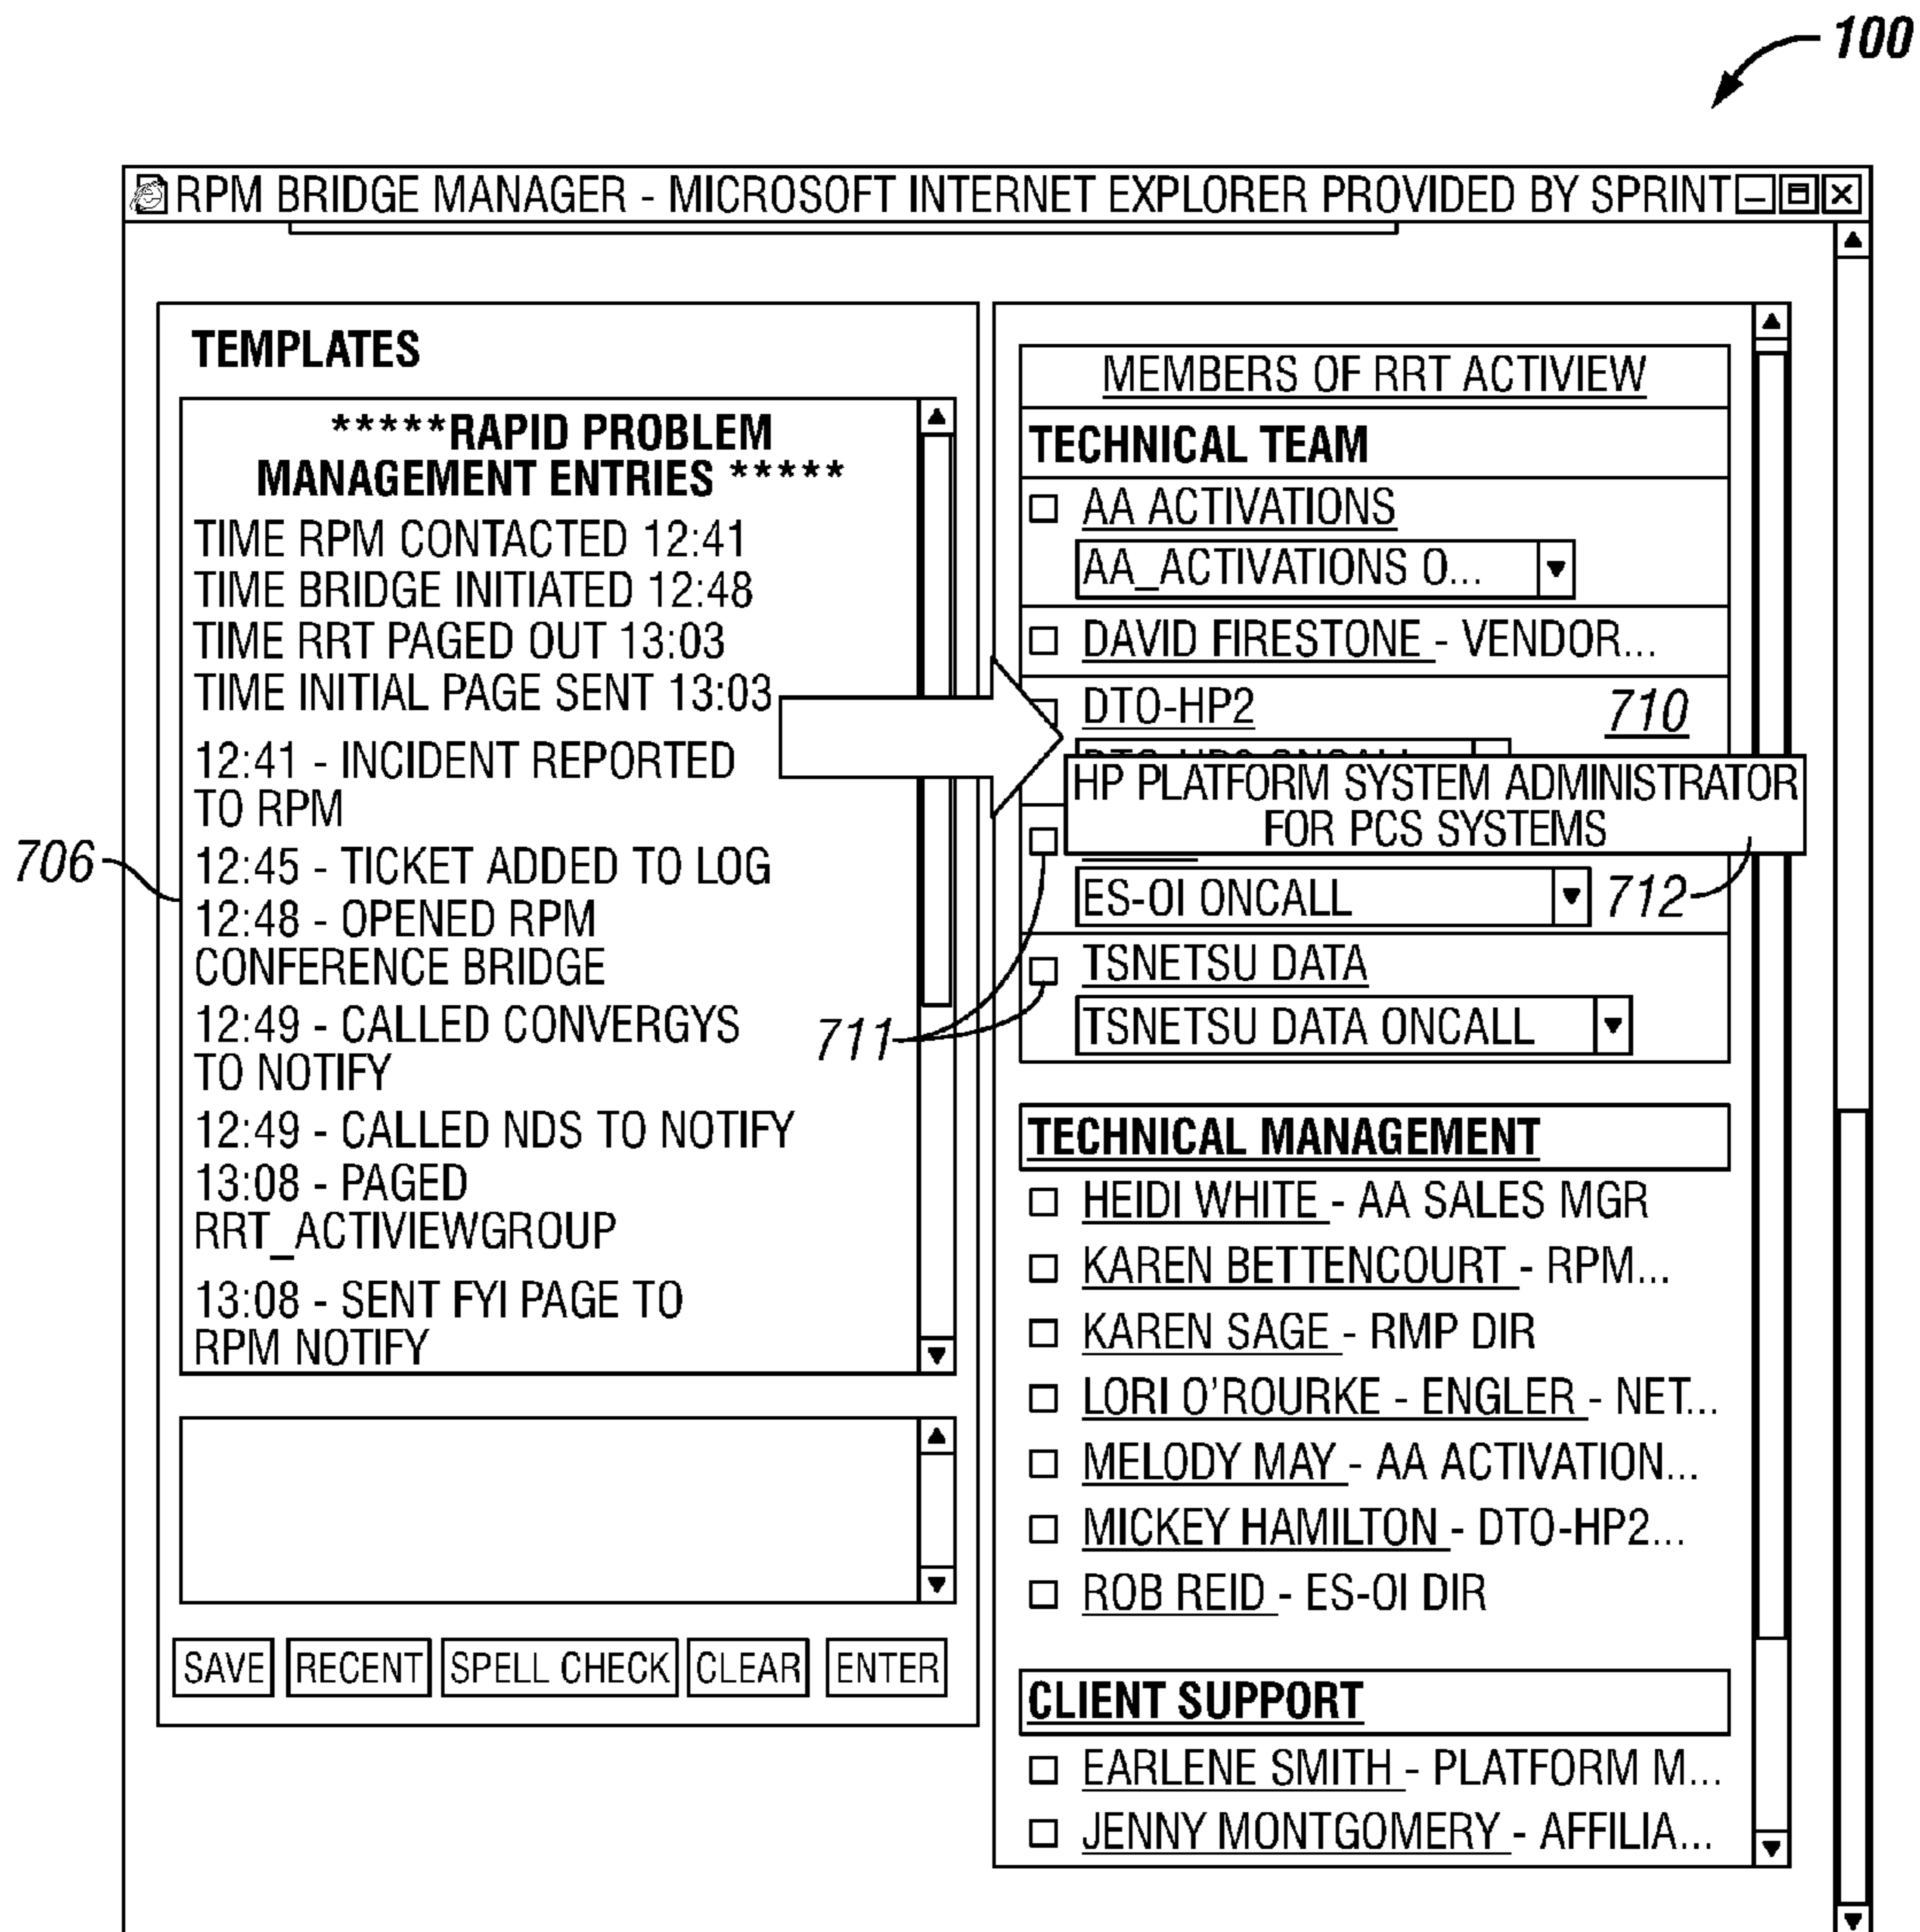 100
RPM BRIDGE MANAGER - MICROSOFT INTERNET EXPLORER PROVIDED BY SPRINT
TEMPLATES
*****RAPID PROBLEM
MANAGEMENT ENTRIES *****
TIME RPM CONTACTED 12:41
TIME BRIDGE INITIATED 12:48
TIME RRT PAGED OUT 13:03
TIME INITIAL PAGE SENT 13:03
12:41 - INCIDENT REPORTED
TO RPM
12:45 - TICKET ADDED TO LOG
12:48 - OPENED RPM
CONFERENCE BRIDGE
12:49 - CALLED CONVERGYS
TO NOTIFY
12:49 - CALLED NDS TO NOTIFY
13:08 - PAGED
RRT_ACTIVIEWGROUP
13:08 - SENT FYI PAGE TO
RPM NOTIFY
706
SAVE RECENT SPELL CHECK CLEAR ENTER
MEMBERS OF RRT ACTIVIEW
TECHNICAL TEAM
AA ACTIVATIONS
AA_ACTIVATIONS O...
DAVID FIRESTONE - VENDOR...
DTO-HP2
710
HP PLATFORM SYSTEM ADMINISTRATOR
FOR PCS SYSTEMS
ES-OI ONCALL
712
TSNETSU DATA
711
TSNETSU DATA ONCALL
TECHNICAL MANAGEMENT
HEIDI WHITE - AA SALES MGR
KAREN BETTENCOURT - RPM...
KAREN SAGE - RMP DIR
LORI O'ROURKE - ENGLER - NET...
MELODY MAY - AA ACTIVATION...
MICKEY HAMILTON - DTO-HP2...
ROB REID - ES-OI DIR
CLIENT SUPPORT
EARLENE SMITH - PLATFORM M...
JENNY MONTGOMERY - AFFILIA...